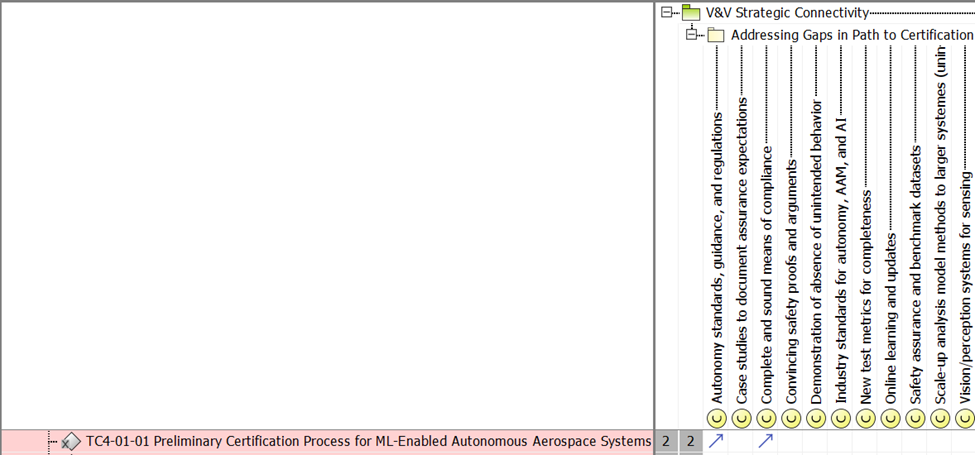 V&V Strategic Connectivity
Addressing Gaps in Path to Certification
Autonomy standards, guidance, and regulations
Case studies to document assurance expectations
Complete and sound means of compliance
Convincing safety proofs and arguments
Demonstration of absence of unintended behavior
Industry standards for autonomy, AAM, and AI
New test metrics for completeness
Online learning and updates
Safety assurance and benchmark datasets
Scale-up analysis model methods to larger systemes (unin
Vision/perception systems for sensing
C C C C C C C C C C C
TC4-01-01 Preliminary Certification Process for ML-Enabled Autonomous Aerospace Systems 2 2